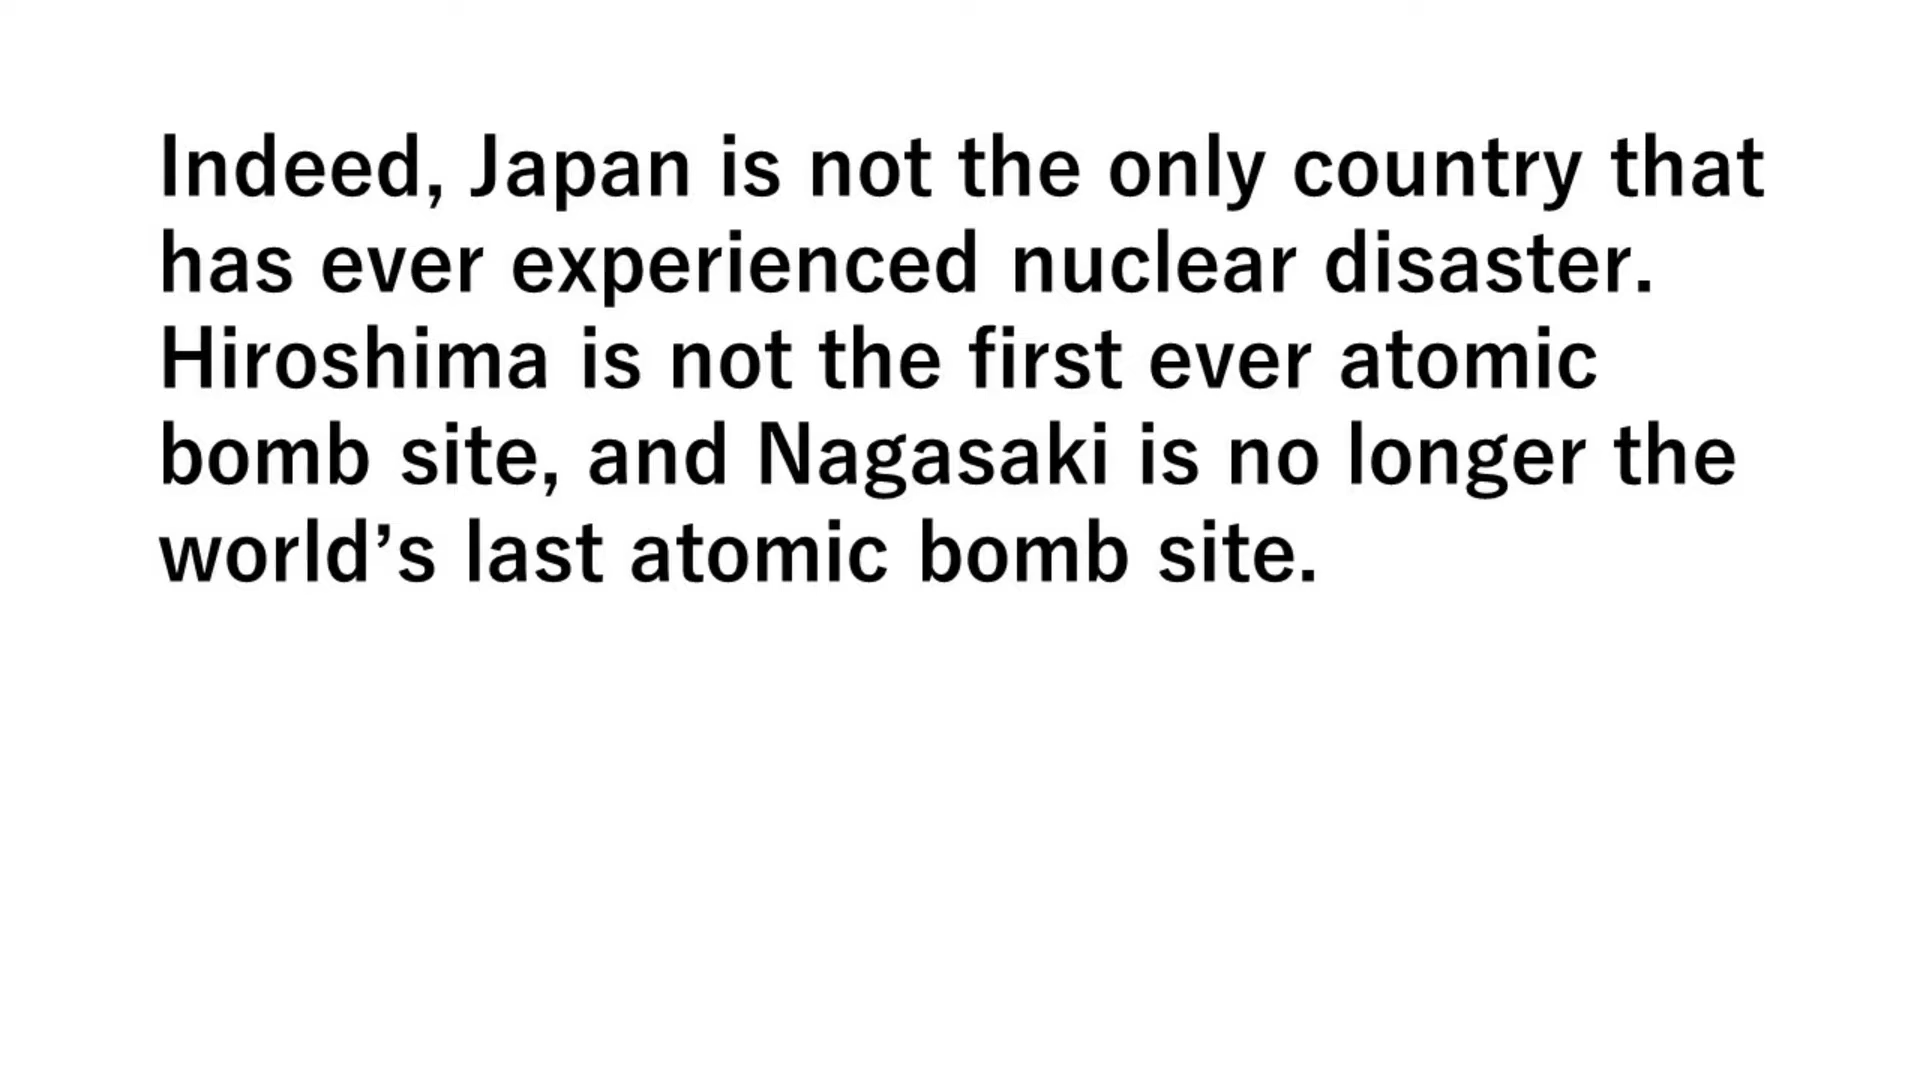 Indeed, Japan is not the only country that
has ever experienced nuclear disaster.
Hiroshima is not the first ever atomic
bomb site, and Nagasaki is no longer the
world’s last atomic bomb site.